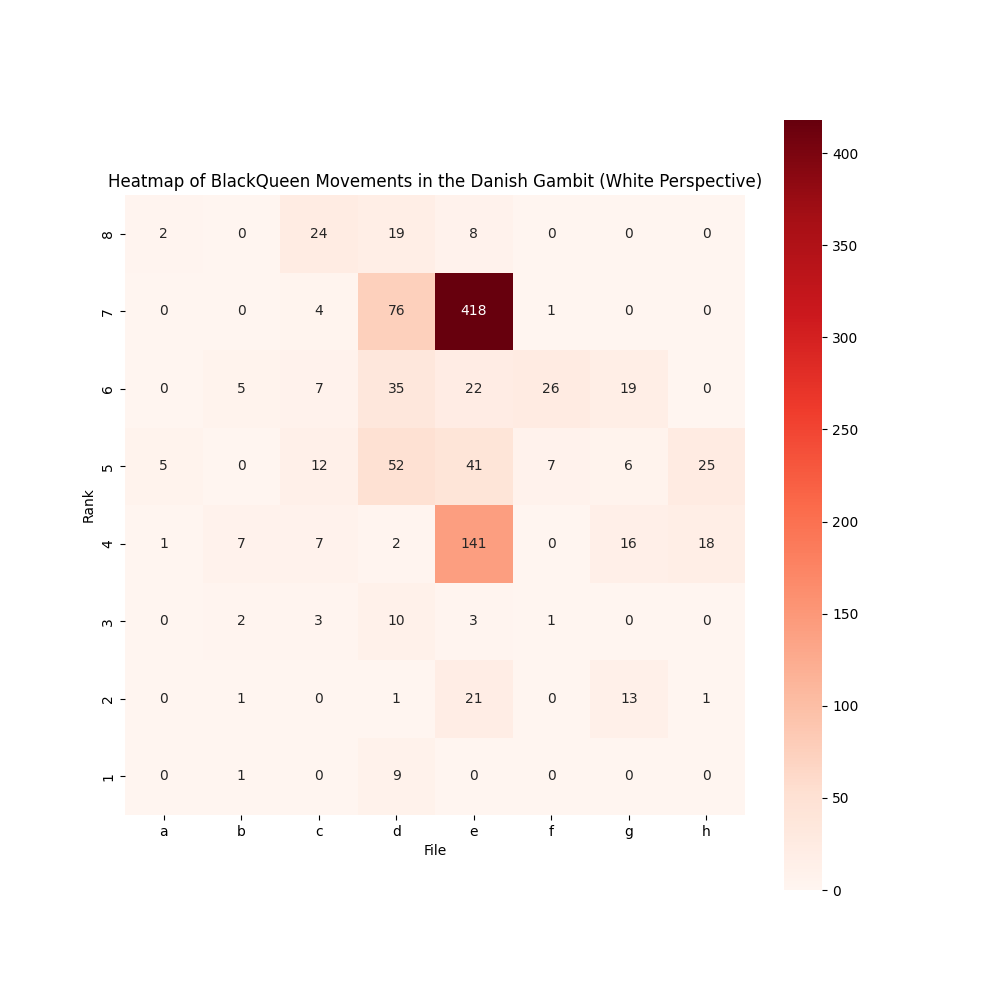 Heatmap of BlackQueen Movements in the Danish Gambit (White Perspective)
400
350
300
250
200
150
100
50
0
Rank
8 2 0 24 19 8 0 0 0
7 0 0 4 76 418 1 0 0
6 0 5 7 35 22 26 19 0
5 5 0 12 52 41 7 6 25
4 1 7 7 2 141 0 16 18
3 0 2 3 10 3 1 0 0
2 0 1 0 1 21 0 13 1
1 0 1 0 9 0 0 0 0
a b c d e f g h
File